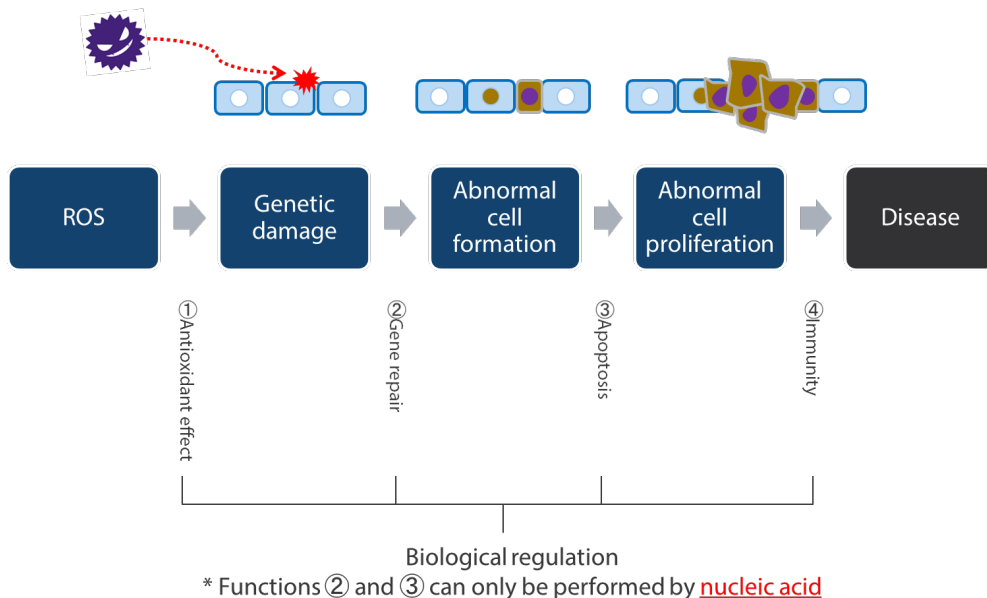 ROS
Genetic
damage
Abnormal
cell
formation
Abnormal
cell
proliferation
Disease
①Antioxidant effect
②Gene repair
③Apoptosis
④Immunity
Biological regulation
* Functions ② and ③ can only be performed by nucleic acid